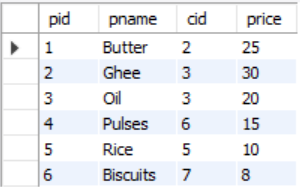 pid pname cid price
1 Butter 2 25
2 Ghee 3 30
3 Oil 3 20
4 Pulses 6 15
5 Rice 5 10
6 Biscuits 7 8